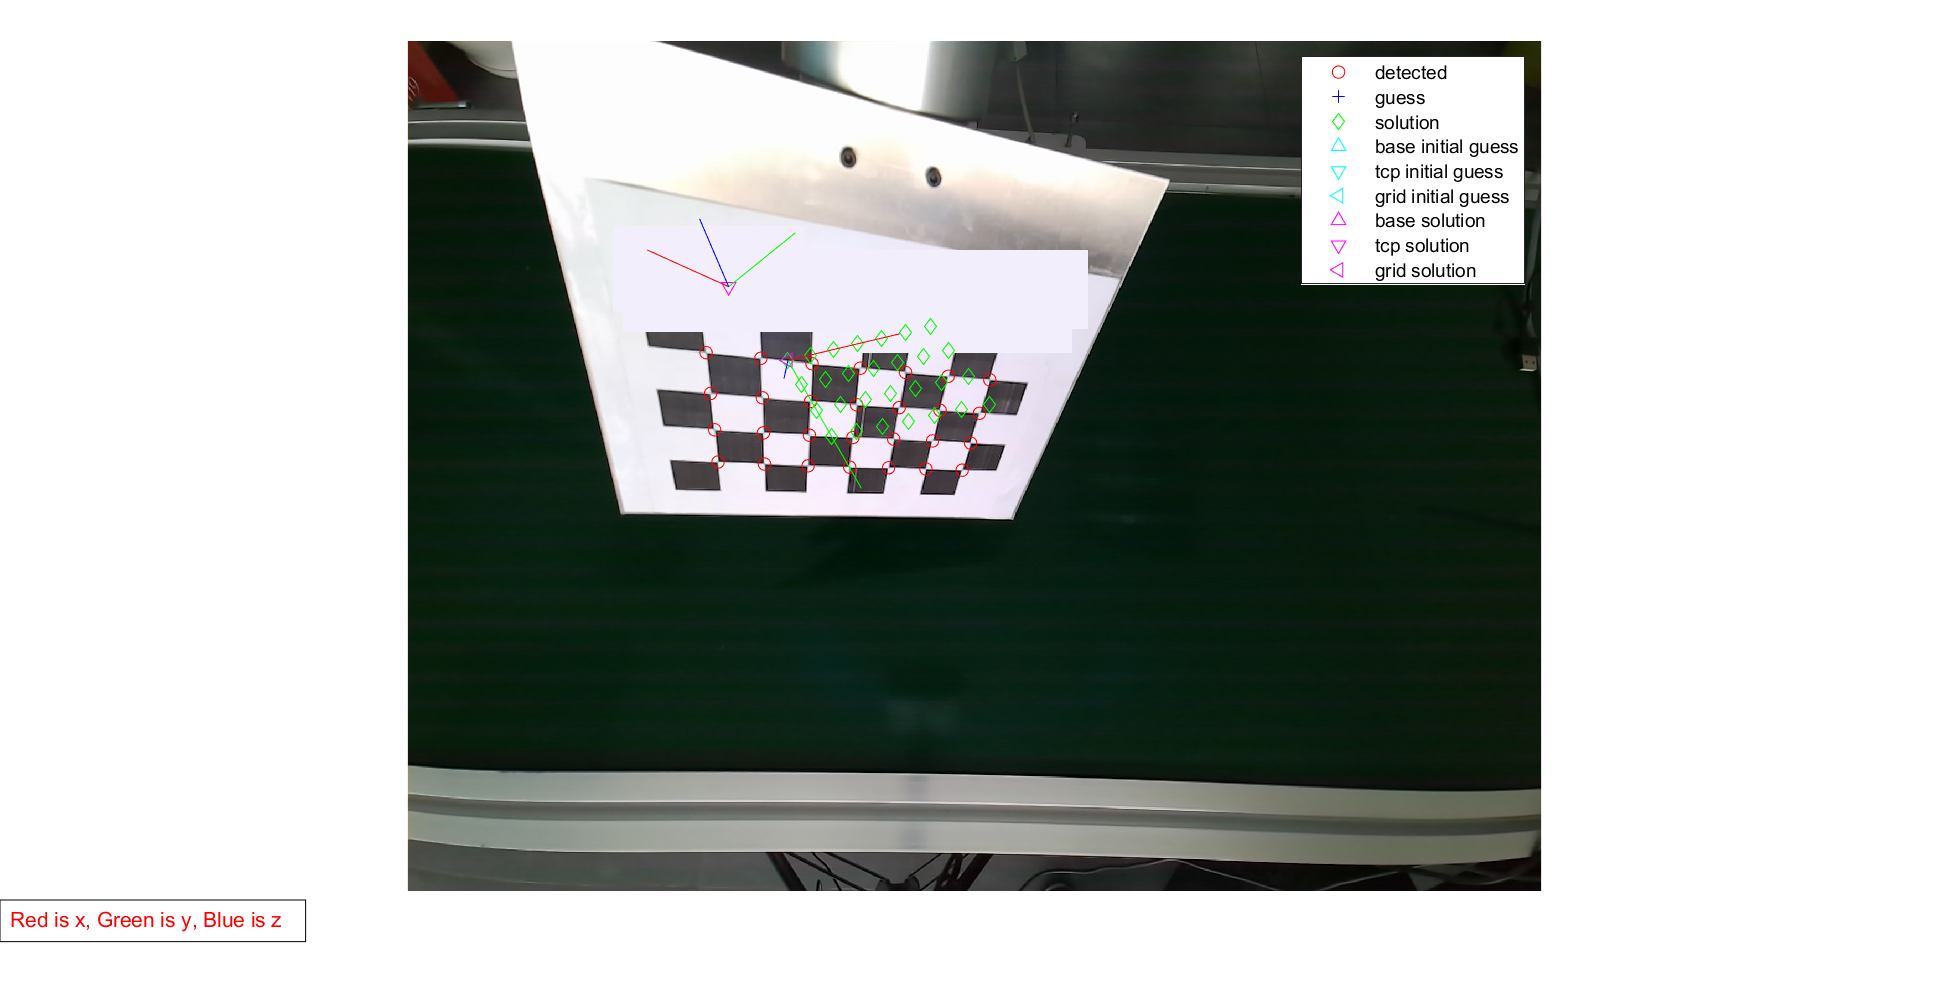 detected
guess
solution
base initial guess
tcp initial guess
grid initial guess
base solution
tcp solution
grid solution
Red is x, Green is y, Blue is z